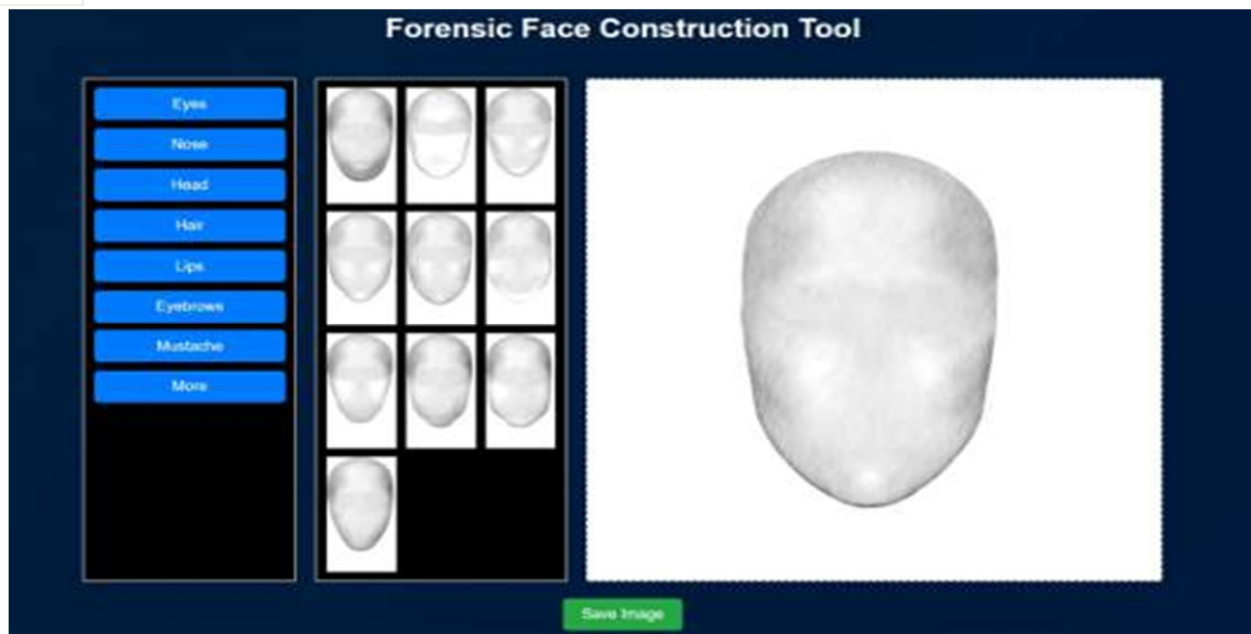 Forensic Face Construction Tool
Eyes
Nose
Head
Hair
Lips
Eyebrows
Mustache
More
Save Image